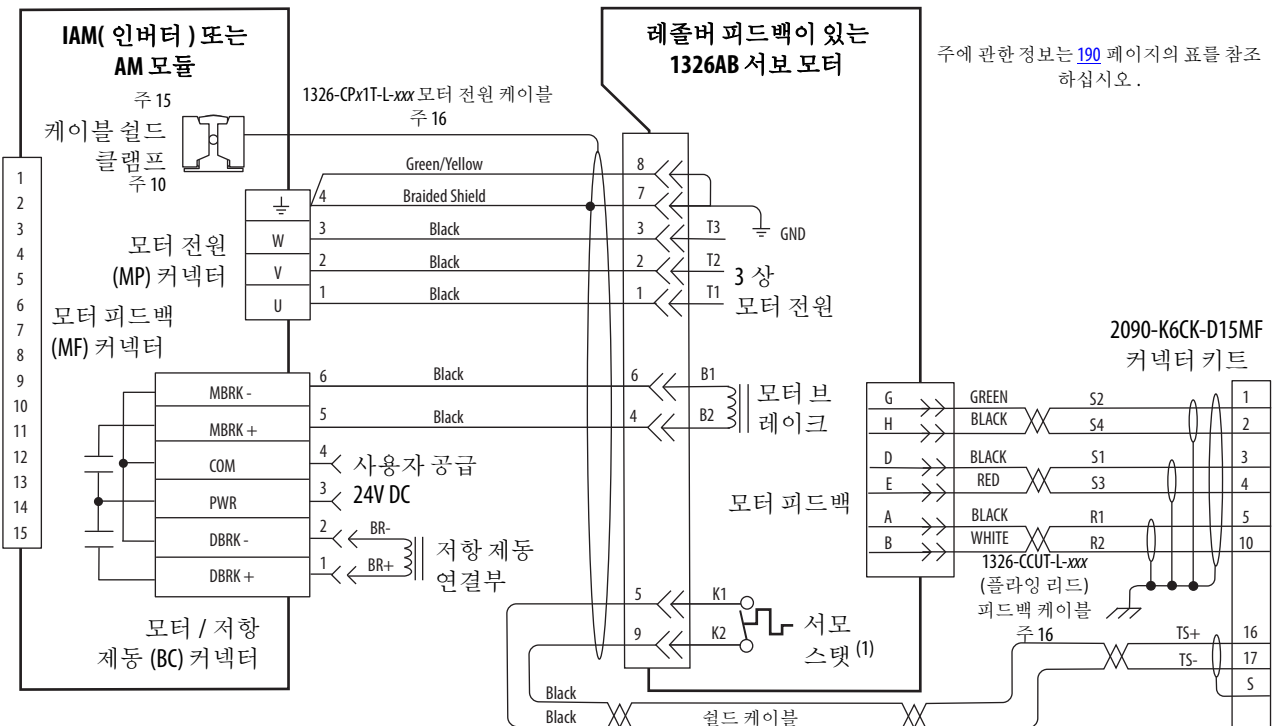 IAM( 인버터 ) 또는
AM 모듈
레졸버 피드백이 있는
1326AB 서보 모터
주에 관한 정보는 190 페이지의 표를 참조
하십시오 .
주 15
케이블 쉴드
클램프
주 10
1326-CPx1T-L-xxx 모터 전원 케이블
주 16
1
2
3
4
5
6
7
8
9
10
11
12
13
14
15
모터 전원
(MP) 커넥터
모터 피드백
(MF) 커넥터
W
V
U
4
3
2
1
Green/Yellow
Braided Shield
Black
Black
Black
8
7
3
2
1
T3
T2
T1
GND
3 상
모터 전원
MBRK -
MBRK +
COM
PWR
DBRK -
DBRK +
6
5
4
3
2
1
Black
Black
사용자 공급
24V DC
BR-
BR+
저항 제동
연결부
6
4
B1
B2
모터 브
레이크
모터 / 저항
제동 (BC) 커넥터
5
9
K1
K2
서모
스탯 (1)
모터 피드백
G
H
D
E
A
B
GREEN
BLACK
BLACK
RED
BLACK
WHITE
S2
S4
S1
S3
R1
R2
2090-K6CK-D15MF
커넥터 키트
1
2
3
4
5
10
1326-CCUT-L-xxx
(플라잉 리드)
피드백 케이블
주 16
TS+
TS-
16
17
S
Black
Black
쉴드 케이블